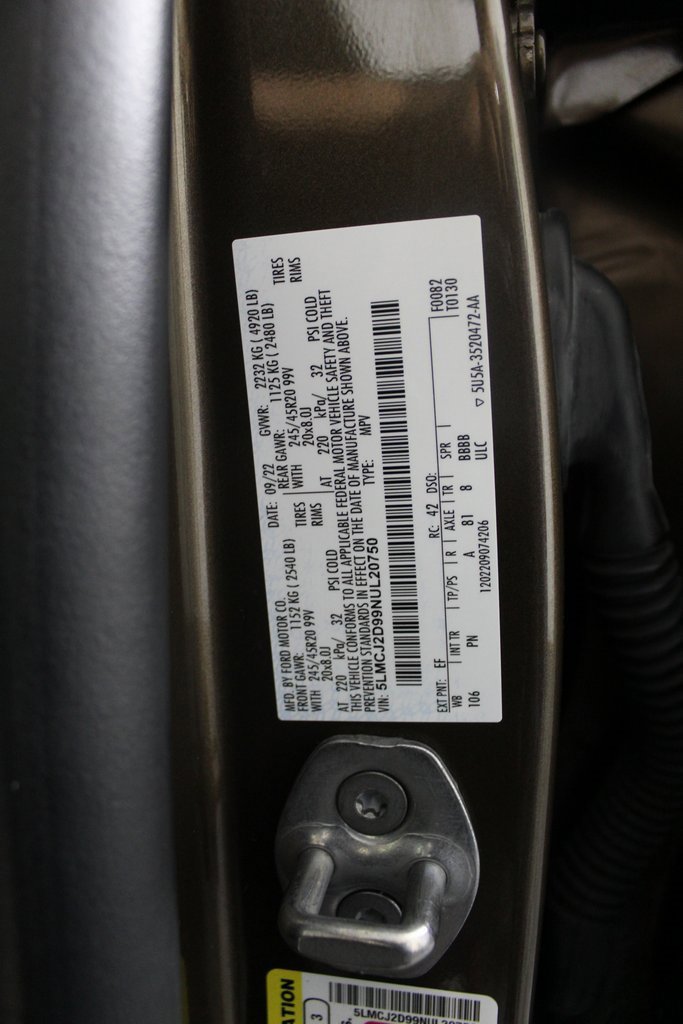 MFD. BY FORD MOTOR CO. DATE: 09/22 GVWR: 2232 KG ( 4920 LB)
FRONT GAWR: 1152 KG ( 2540 LB) REAR GAWR: 1125 KG ( 2480 LB)
WITH 245/45R20 99V TIRES WITH 245/45R20 99V TIRES
20x8.0J RIMS 20x8.0J RIMS
AT 220 kPa/ 32 PSI COLD AT 220 kPa/ 32 PSI COLD
THIS VEHICLE CONFORMS TO ALL APPLICABLE FEDERAL MOTOR VEHICLE SAFETY AND THEFT
PREVENTION STANDARDS IN EFFECT ON THE DATE OF MANUFACTURE SHOWN ABOVE.
VIN: 5LMCJ2D99NUL20750 TYPE: MPV
EXT PNT: EF RC: 42 DSO: F0082
WB INT TR TP/PS R AXLE TR SPR T0130
106 PN A 81 8 BBBB
1202209074206 ULC ▽ 5U5A-3520472-AA
ATION
3
5LMCJ2D99NUL20750